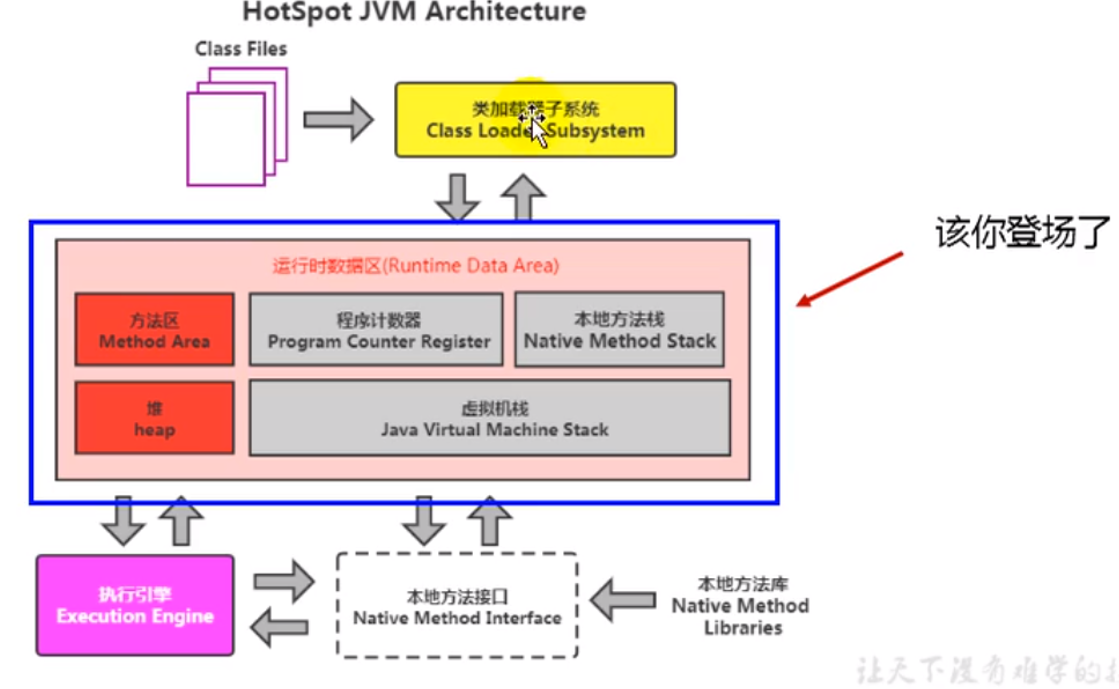 HotSpot JVM Architecture
Class Files
类加载器子系统
Class Loader Subsystem
该你登场了
运行时数据区(Runtime Data Area)
方法区
Method Area
程序计数器
Program Counter Register
本地方法栈
Native Method Stack
堆
heap
虚拟机栈
Java Virtual Machine Stack
执行引擎
Execution Engine
本地方法接口
Native Method Interface
本地方法库
Native Method
Libraries
让天下没有难学的